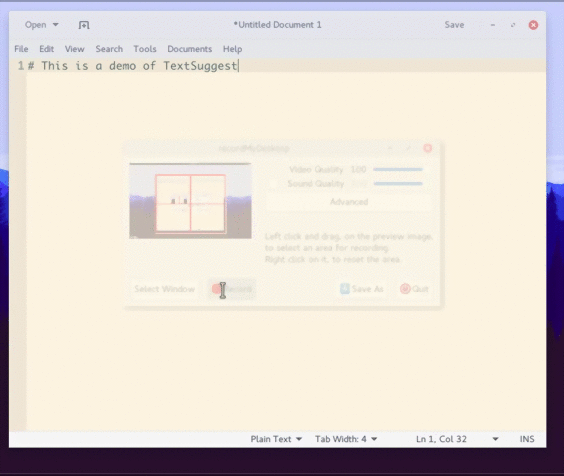 Open
*Untitled Document 1
Save
File Edit View Search Tools Documents Help
1 # This is a demo of TextSuggest
recordMyDesktop
Video Quality 100
Sound Quality
Advanced
Left click and drag, on the preview image,
to select an area for recording.
Right click on it, to reset the area.
Select Window Record Save As Quit
Plain Text Tab Width: 4 Ln 1, Col 32 INS